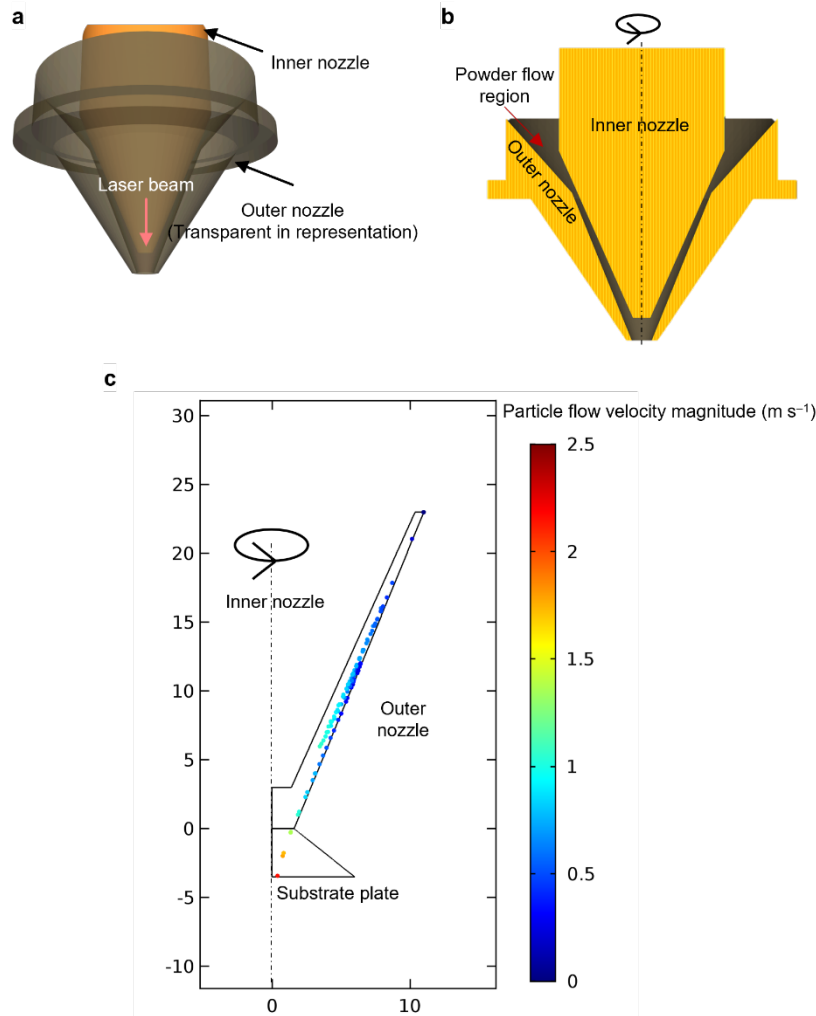 a
Inner nozzle
Laser beam
Outer nozzle
(Transparent in representation)
b
Powder flow
region
Inner nozzle
Outer nozzle
c
Particle flow velocity magnitude (m s⁻¹)
30
25
20
15
10
5
0
-5
-10
0
10
Inner nozzle
Outer
nozzle
Substrate plate
2.5
2
1.5
1
0.5
0